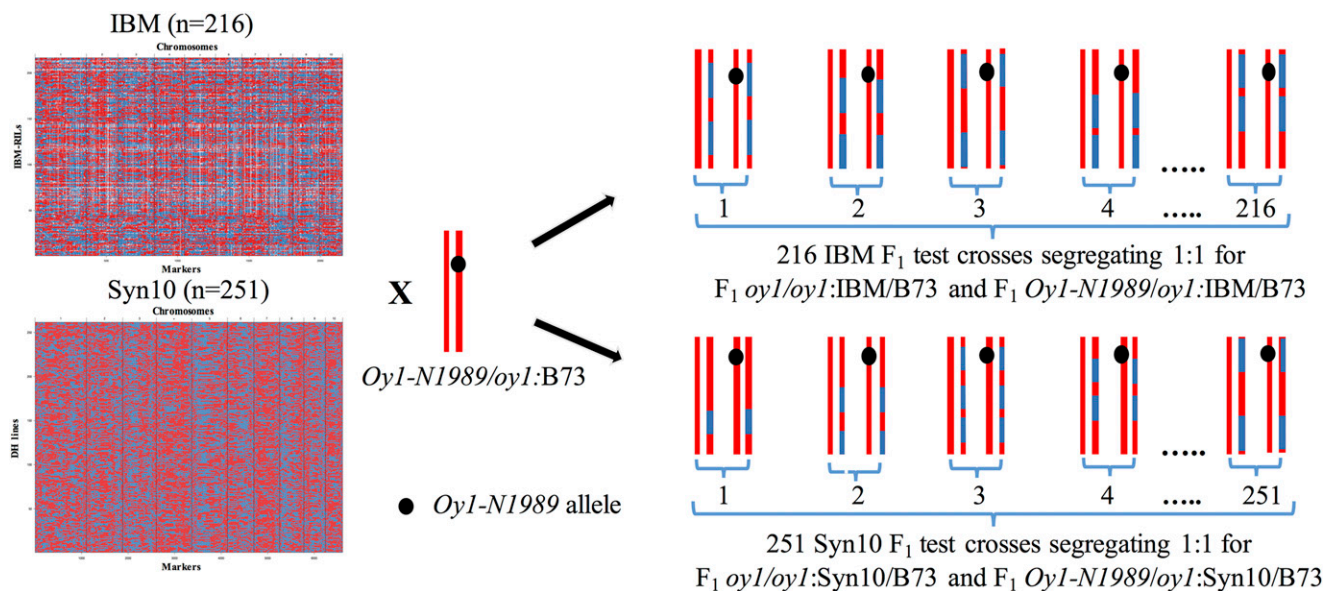 IBM (n=216)
Chromosomes
IBM-RILs
Markers
Syn10 (n=251)
Chromosomes
DH lines
Markers
X
Oy1-N1989/oy1:B73
Oy1-N1989 allele
1 2 3 4 ..... 216
.....
216 IBM F1 test crosses segregating 1:1 for
F1 oy1/oy1:IBM/B73 and F1 Oy1-N1989/oy1:IBM/B73
1 2 3 4 ..... 251
.....
251 Syn10 F1 test crosses segregating 1:1 for
F1 oy1/oy1:Syn10/B73 and F1 Oy1-N1989/oy1:Syn10/B73